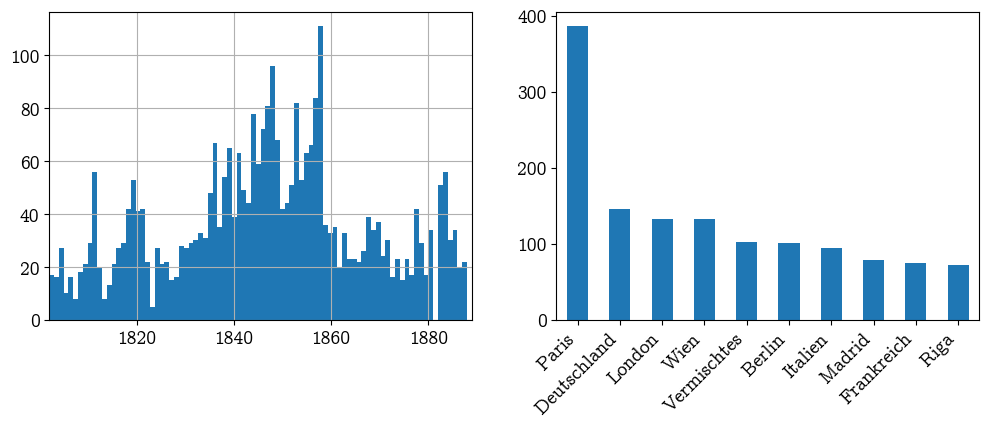 100
80
60
40
20
0
1820 1840 1860 1880
400
300
200
100
0
Paris
Deutschland
London
Wien
Vermischtes
Berlin
Italien
Madrid
Frankreich
Riga